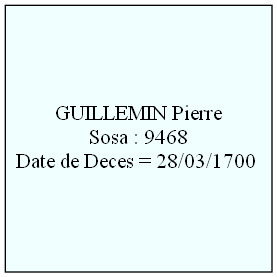 GUILLEMIN Pierre
Sosa : 9468
Date de Deces = 28/03/1700